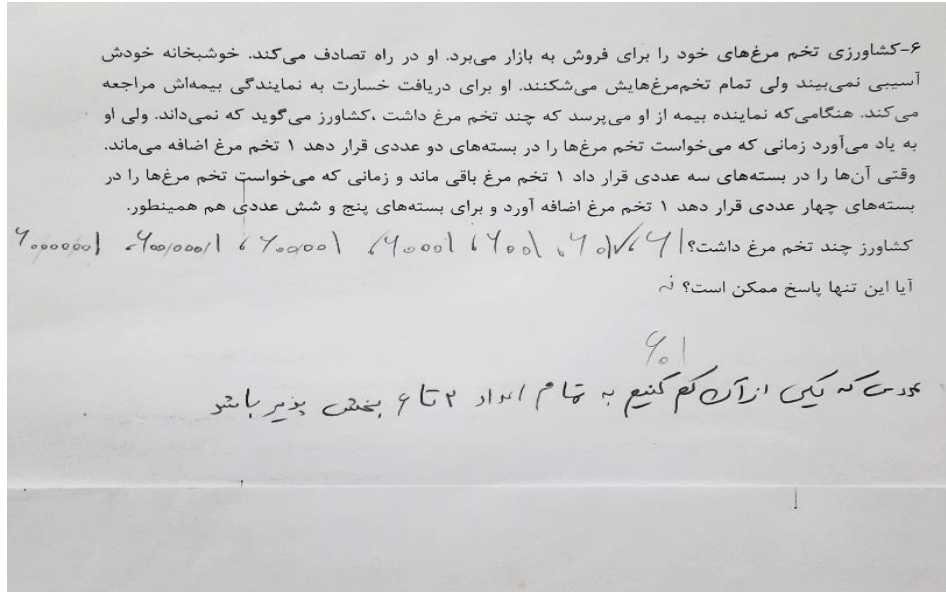 ۶-کشاورزی تخم مرغ‌های خود را برای فروش به بازار می‌برد. او در راه تصادف می‌کند. خوشبخانه خودش
آسیبی نمی‌بیند ولی تمام تخم‌مرغ‌هایش می‌شکنند. او برای دریافت خسارت به نمایندگی بیمه‌اش مراجعه
می‌کند. هنگامی‌که نماینده بیمه از او می‌پرسد که چند تخم مرغ داشت ،کشاورز می‌گوید که نمی‌داند. ولی او
به یاد می‌آورد زمانی که می‌خواست تخم مرغ‌ها را در بسته‌های دو عددی قرار دهد ۱ تخم مرغ اضافه می‌ماند.
وقتی آن‌ها را در بسته‌های سه عددی قرار داد ۱ تخم مرغ باقی ماند و زمانی که می‌خواست تخم مرغ‌ها را در
بسته‌های چهار عددی قرار دهد ۱ تخم مرغ اضافه آورد و برای بسته‌های پنج و شش عددی هم همینطور.
کشاورز چند تخم مرغ داشت؟ ۶۱، ۶۰۱، ۶۰۰۱، ۶۰۰۰۱، ۶۰۰۰۰۱، ۶۰۰۰۰۰۱، ۶۰۰۰۰۰۰۱
آیا این تنها پاسخ ممکن است؟ نه
۶۰۱
عددی که یکی از آن کم کنیم به تمام اعداد ۲ تا ۶ بخش پذیر باشد